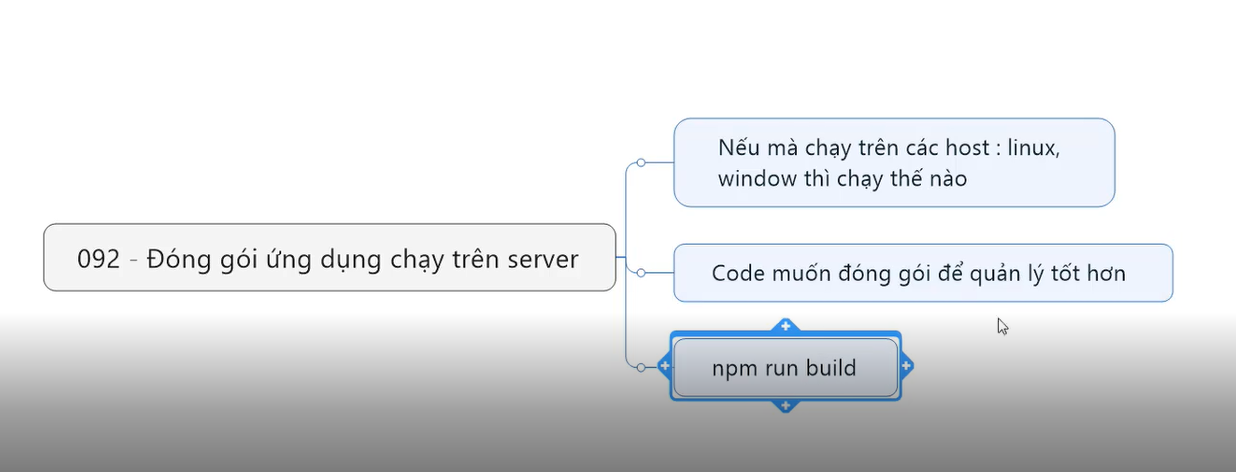 Nếu mà chạy trên các host : linux,
window thì chạy thế nào
092 - Đóng gói ứng dụng chạy trên server
Code muốn đóng gói để quản lý tốt hơn
npm run build